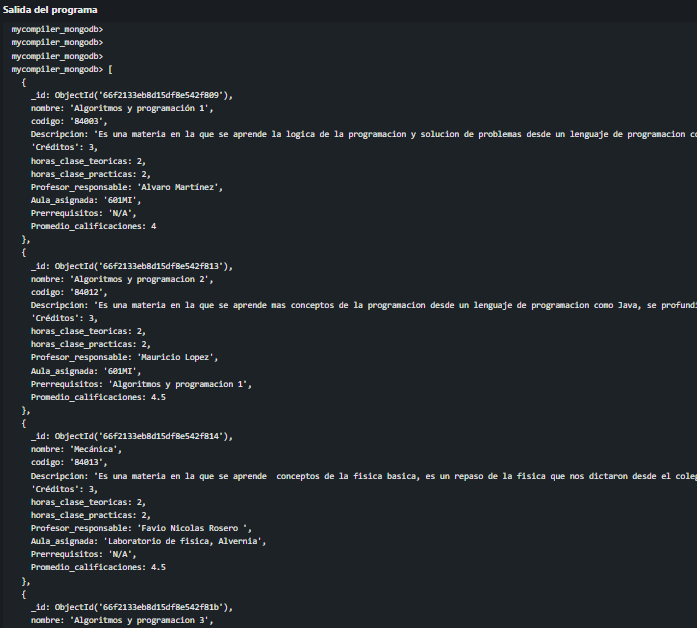 Salida del programa
mycompiler_mongodb>
mycompiler_mongodb>
mycompiler_mongodb>
mycompiler_mongodb> [
{
_id: ObjectId('66f2133eb8d15df8e542f809'),
nombre: 'Algoritmos y programación 1',
codigo: '84003',
Descripcion: 'Es una materia en la que se aprende la logica de la programacion y solucion de problemas desde un lenguaje de programacion co
'Créditos': 3,
horas_clase_teoricas: 2,
horas_clase_practicas: 2,
Profesor_responsable: 'Alvaro Martínez',
Aula_asignada: '601MI',
Prerrequisitos: 'N/A',
Promedio_calificaciones: 4
},
{
_id: ObjectId('66f2133eb8d15df8e542f813'),
nombre: 'Algoritmos y programacion 2',
codigo: '84012',
Descripcion: 'Es una materia en la que se aprende mas conceptos de la programacion desde un lenguaje de programacion como Java, se profundi
'Créditos': 3,
horas_clase_teoricas: 2,
horas_clase_practicas: 2,
Profesor_responsable: 'Mauricio Lopez',
Aula_asignada: '601MI',
Prerrequisitos: 'Algoritmos y programacion 1',
Promedio_calificaciones: 4.5
},
{
_id: ObjectId('66f2133eb8d15df8e542f814'),
nombre: 'Mecánica',
codigo: '84013',
Descripcion: 'Es una materia en la que se aprende  conceptos de la fisica basica, es un repaso de la fisica que nos dictaron desde el coleg
'Créditos': 3,
horas_clase_teoricas: 2,
horas_clase_practicas: 2,
Profesor_responsable: 'Favio Nicolas Rosero ',
Aula_asignada: 'Laboratorio de fisica, Alvernia',
Prerrequisitos: 'N/A',
Promedio_calificaciones: 4.5
},
{
_id: ObjectId('66f2133eb8d15df8e542f81b'),
nombre: 'Algoritmos y programacion 3',